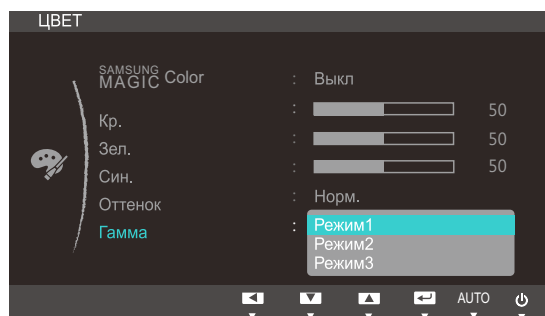 ЦВЕТ
SAMSUNG MAGIC Color : Выкл
Кр. : 50
Зел. : 50
Син. : 50
Оттенок : Норм.
Гамма : Режим1
Режим2
Режим3
AUTO